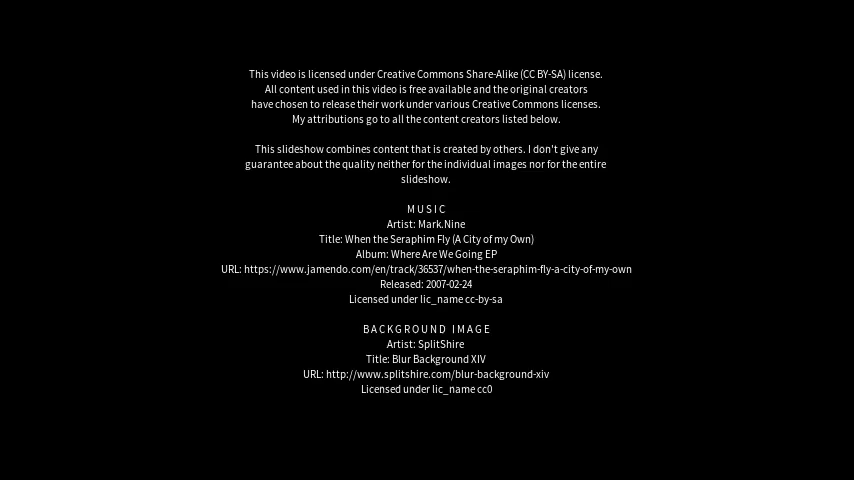 This video is licensed under Creative Commons Share-Alike (CC BY-SA) license.
All content used in this video is free available and the original creators
have chosen to release their work under various Creative Commons licenses.
My attributions go to all the content creators listed below.
This slideshow combines content that is created by others. I don't give any
guarantee about the quality neither for the individual images nor for the entire
slideshow.
MUSIC
Artist: Mark.Nine
Title: When the Seraphim Fly (A City of my Own)
Album: Where Are We Going EP
URL: https://www.jamendo.com/en/track/36537/when-the-seraphim-fly-a-city-of-my-own
Released: 2007-02-24
Licensed under lic_name cc-by-sa
BACKGROUND IMAGE
Artist: SplitShire
Title: Blur Background XIV
URL: http://www.splitshire.com/blur-background-xiv
Licensed under lic_name cc0